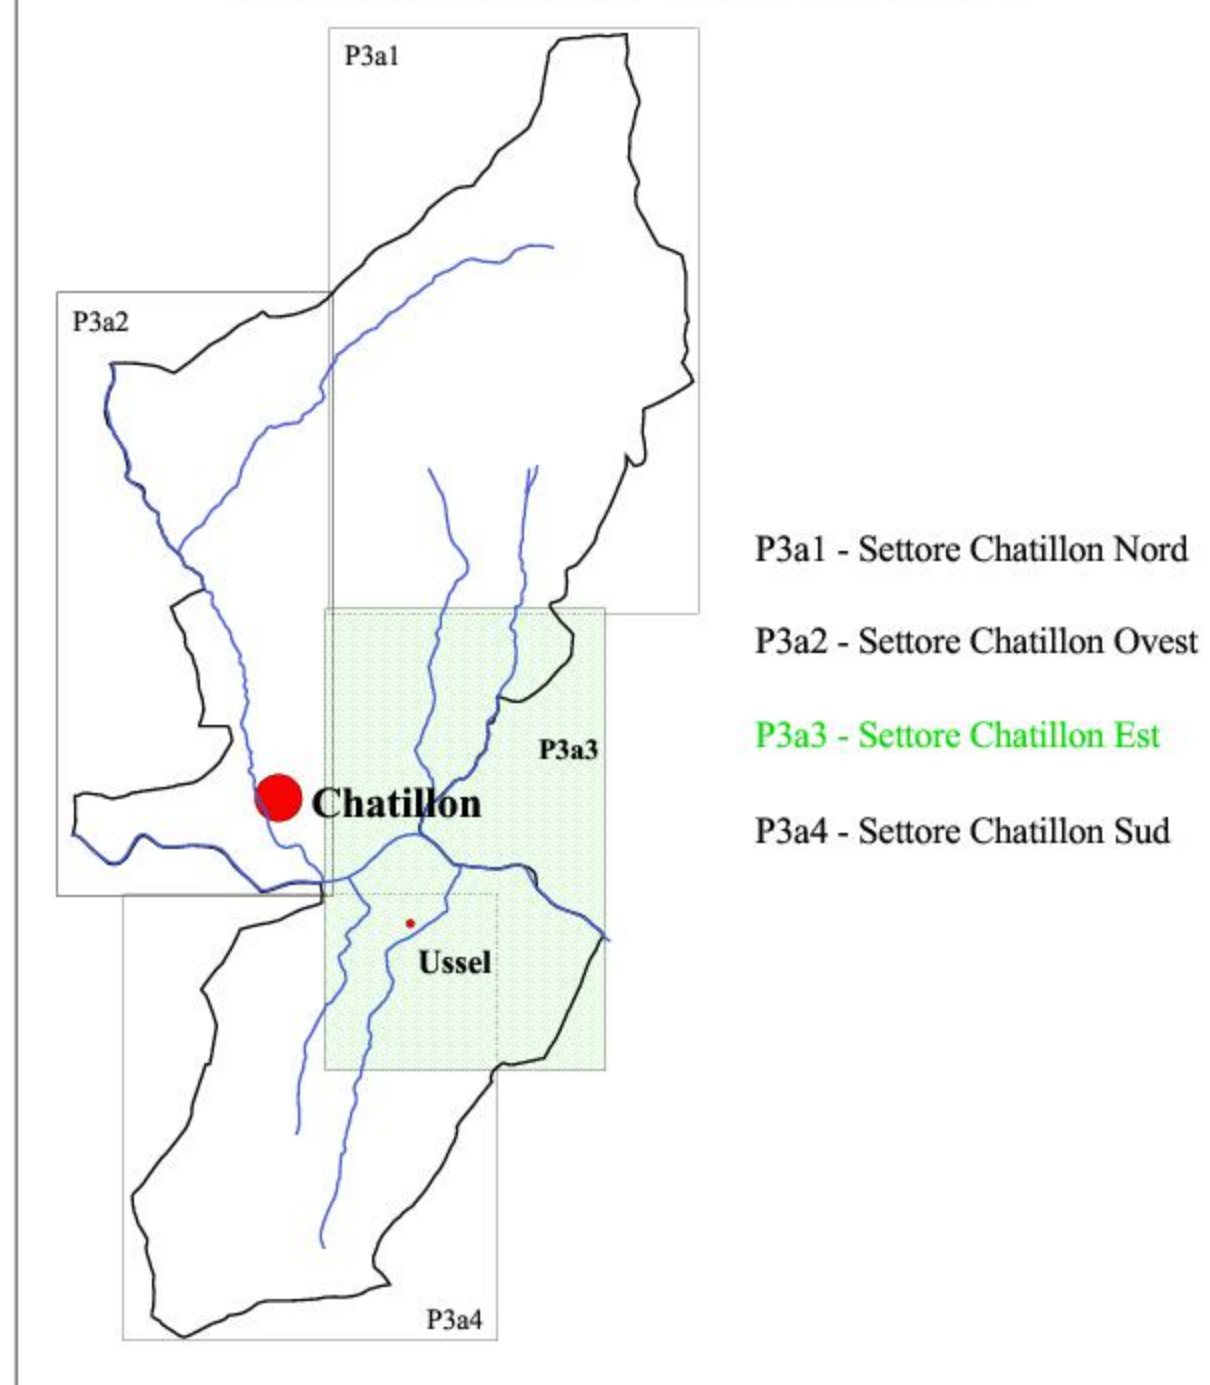 P3a1
P3a2
P3a1 - Settore Chatillon Nord
P3a2 - Settore Chatillon Ovest
P3a3 - Settore Chatillon Est
P3a3
Chatillon
P3a4 - Settore Chatillon Sud
Ussel
P3a4